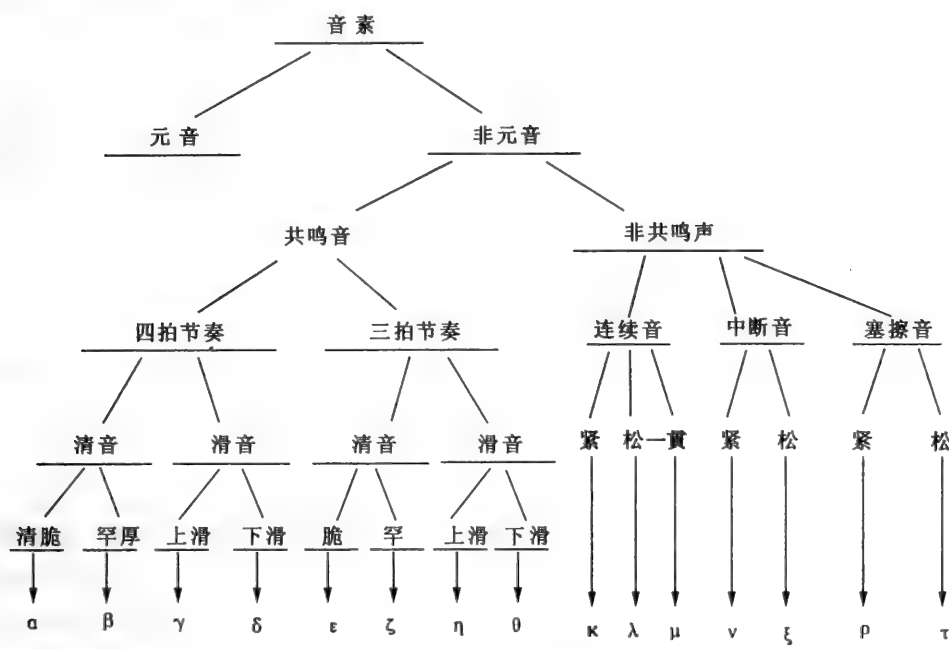 音素
元音 非元音
共鸣音 非共鸣声
四拍节奏 三拍节奏 连续音 中断音 塞擦音
清音 滑音 清音 滑音 紧 松 一貫 紧 松 紧 松
清脆 罕厚 上滑 下滑 脆 罕 上滑 下滑
α β γ δ ε ζ η θ κ λ μ ν ξ ρ τ